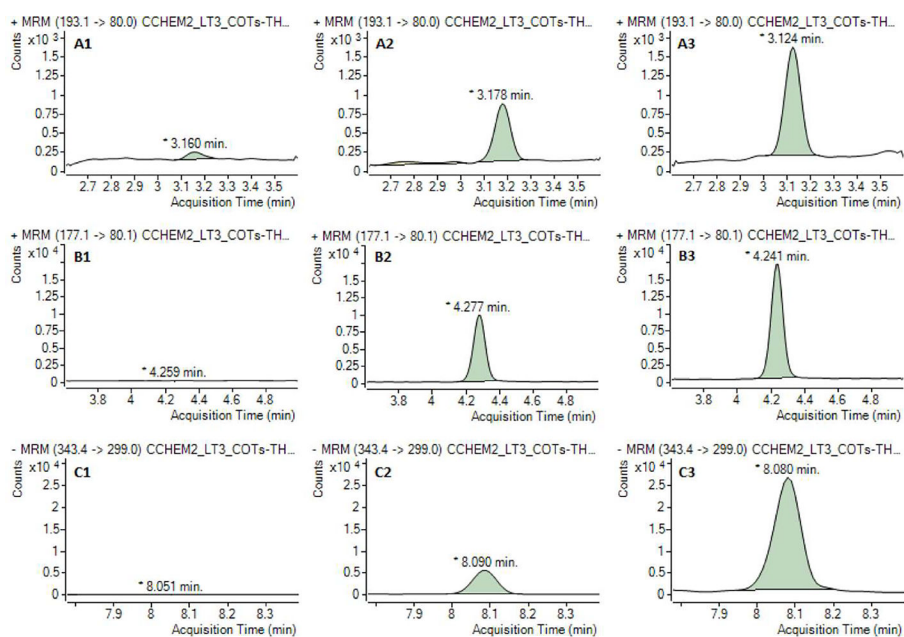 + MRM (193.1 -> 80.0) CCHEM2_LT3_COTs-TH...
x10 3
Counts
A1
* 3.160 min.
1.5
1.25
1
0.75
0.5
0.25
0
2.7 2.8 2.9 3 3.1 3.2 3.3 3.4 3.5
Acquisition Time (min)
+ MRM (193.1 -> 80.0) CCHEM2_LT3_COTs-TH...
x10 3
Counts
A2
* 3.178 min.
1.5
1.25
1
0.75
0.5
0.25
0
2.7 2.8 2.9 3 3.1 3.2 3.3 3.4 3.5
Acquisition Time (min)
+ MRM (193.1 -> 80.0) CCHEM2_LT3_COTs-TH...
x10 3
Counts
A3
* 3.124 min.
1.5
1.25
1
0.75
0.5
0.25
0
2.7 2.8 2.9 3 3.1 3.2 3.3 3.4 3.5
Acquisition Time (min)
+ MRM (177.1 -> 80.1) CCHEM2_LT3_COTs-TH...
x10 4
Counts
B1
* 4.259 min.
1.5
1.25
1
0.75
0.5
0.25
0
3.8 4 4.2 4.4 4.6 4.8
Acquisition Time (min)
+ MRM (177.1 -> 80.1) CCHEM2_LT3_COTs-TH...
x10 4
Counts
B2
* 4.277 min.
1.5
1.25
1
0.75
0.5
0.25
0
3.8 4 4.2 4.4 4.6 4.8
Acquisition Time (min)
+ MRM (177.1 -> 80.1) CCHEM2_LT3_COTs-TH...
x10 4
Counts
B3
* 4.241 min.
1.5
1.25
1
0.75
0.5
0.25
0
3.8 4 4.2 4.4 4.6 4.8
Acquisition Time (min)
- MRM (343.4 -> 299.0) CCHEM2_LT3_COTs-TH...
x10 4
Counts
C1
* 8.051 min.
2.5
2
1.5
1
0.5
0
7.9 8 8.1 8.2 8.3
Acquisition Time (min)
- MRM (343.4 -> 299.0) CCHEM2_LT3_COTs-TH...
x10 4
Counts
C2
* 8.090 min.
2.5
2
1.5
1
0.5
0
7.9 8 8.1 8.2 8.3
Acquisition Time (min)
- MRM (343.4 -> 299.0) CCHEM2_LT3_COTs-TH...
x10 4
Counts
C3
* 8.080 min.
2.5
2
1.5
1
0.5
0
7.9 8 8.1 8.2 8.3
Acquisition Time (min)